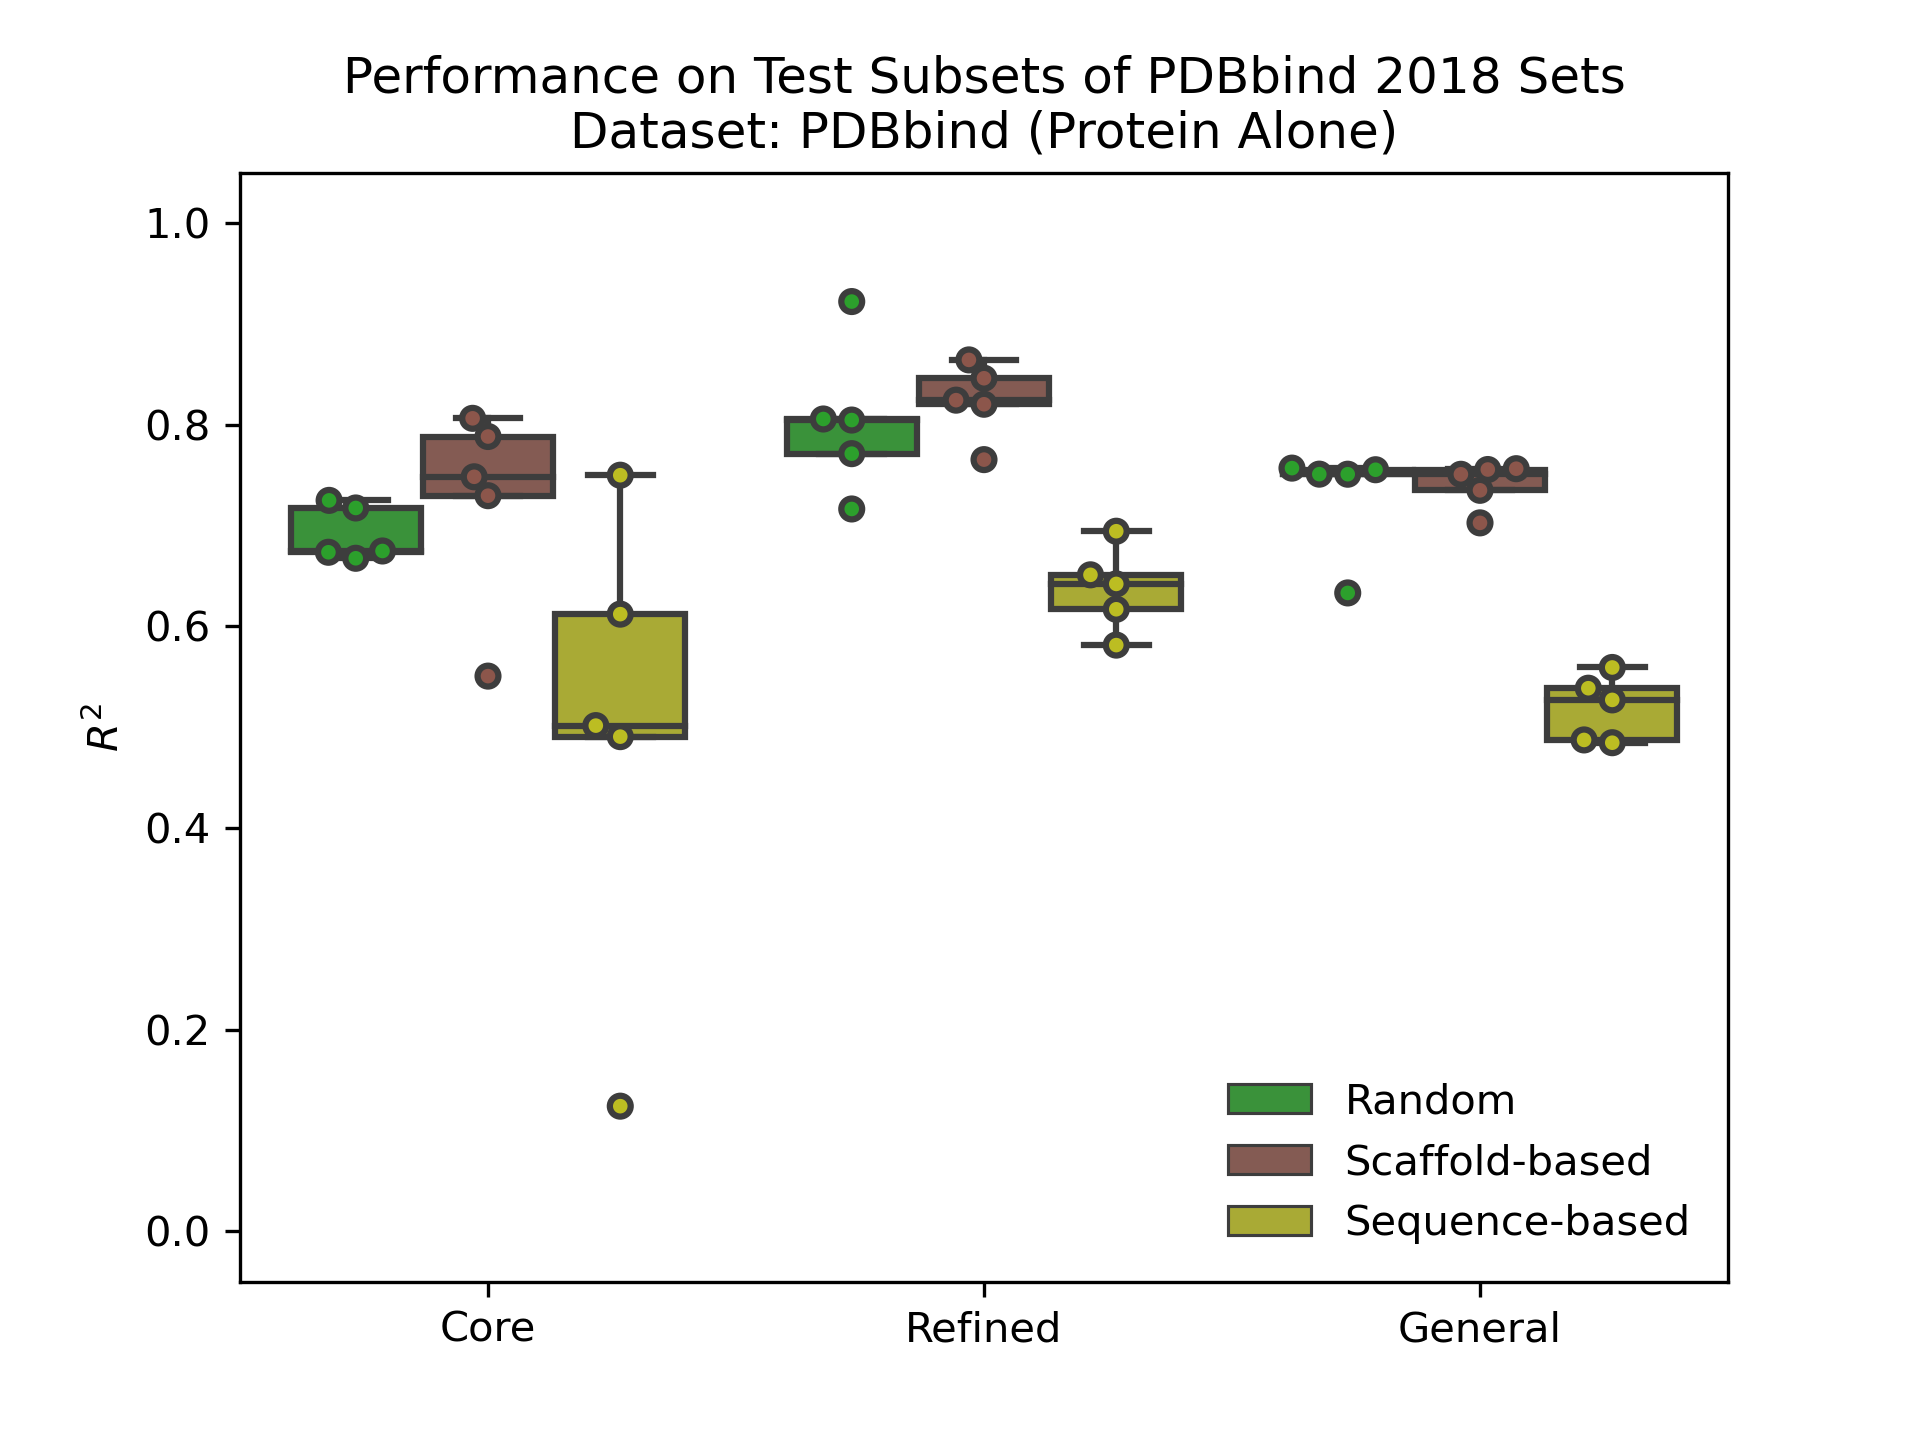 Performance on Test Subsets of PDBbind 2018 Sets
Dataset: PDBbind (Protein Alone)
1.0
0.8
0.6
0.4
0.2
0.0
R²
Random
Scaffold-based
Sequence-based
Core
Refined
General